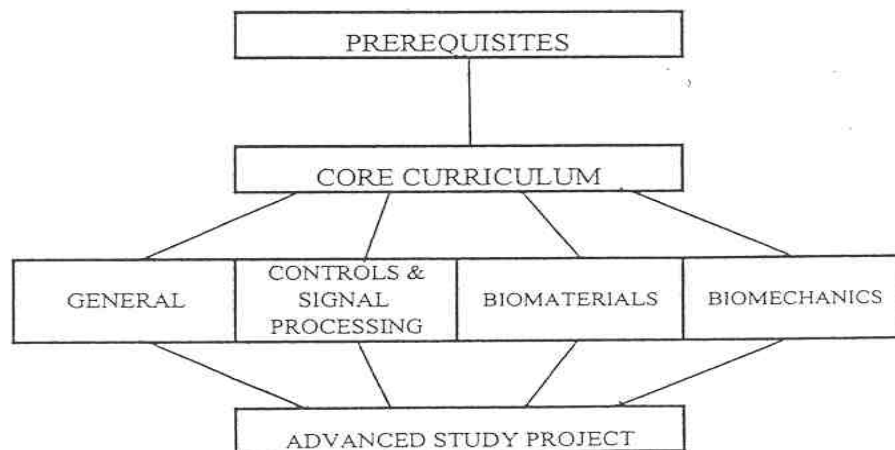 PREREQUISITES
CORE CURRICULUM
GENERAL
CONTROLS &
SIGNAL
PROCESSING
BIOMATERIALS
BIOMECHANICS
ADVANCED STUDY PROJECT